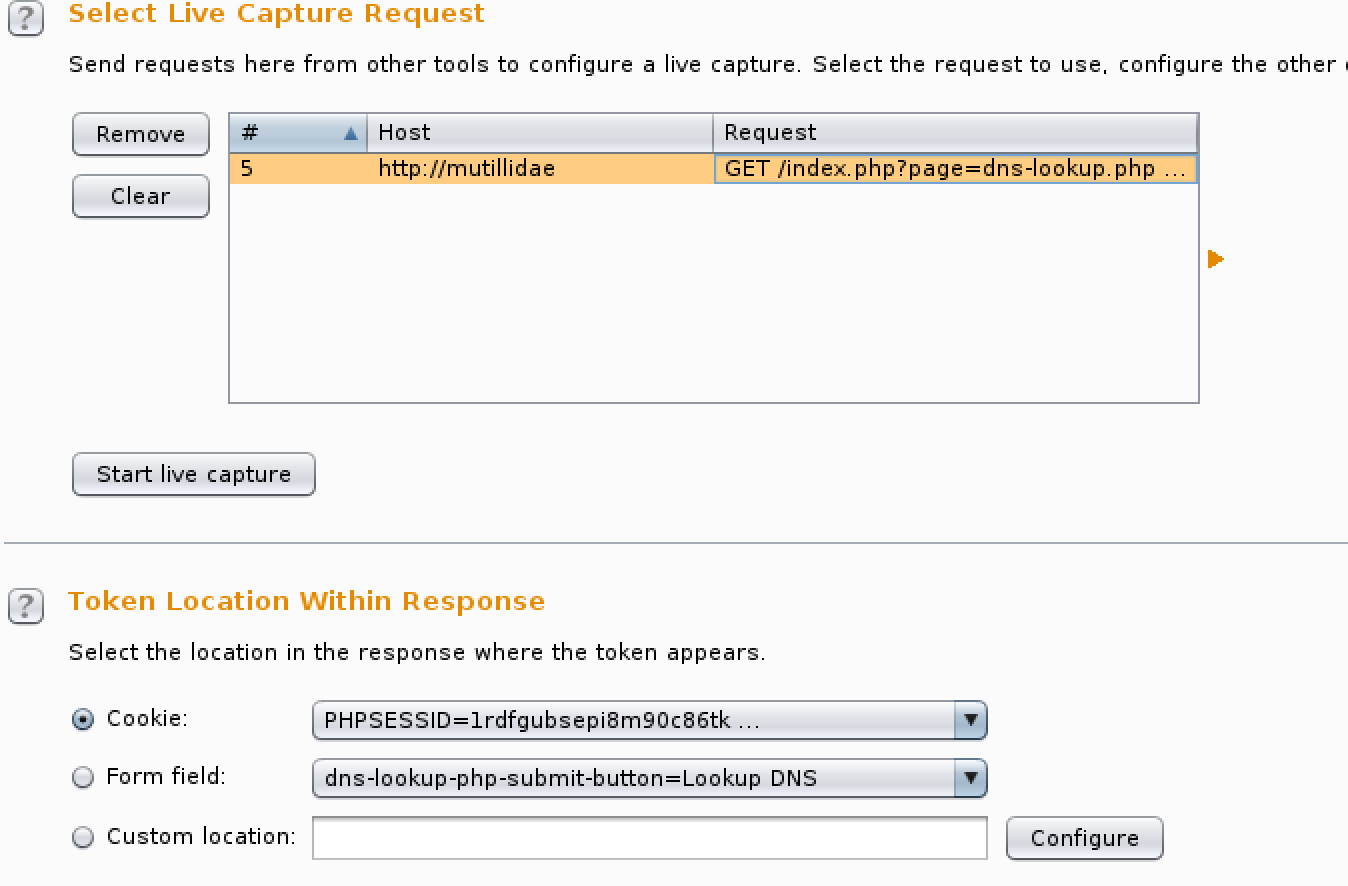 ? Select Live Capture Request
Send requests here from other tools to configure a live capture. Select the request to use, configure the other
Remove
Clear
# Host Request
5 http://mutillidae GET /index.php?page=dns-lookup.php ...
Start live capture
? Token Location Within Response
Select the location in the response where the token appears.
Cookie: PHPSESSID=1rdfgubsepi8m90c86tk ...
Form field: dns-lookup-php-submit-button=Lookup DNS
Custom location: Configure